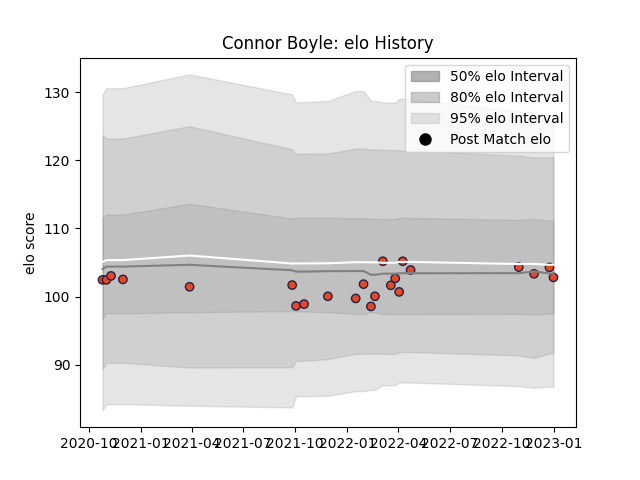 Connor Boyle: elo History
50% elo Interval
80% elo Interval
95% elo Interval
Post Match elo
elo score
130
120
110
100
90
2020-10 2021-01 2021-04 2021-07 2021-10 2022-01 2022-04 2022-07 2022-10 2023-01